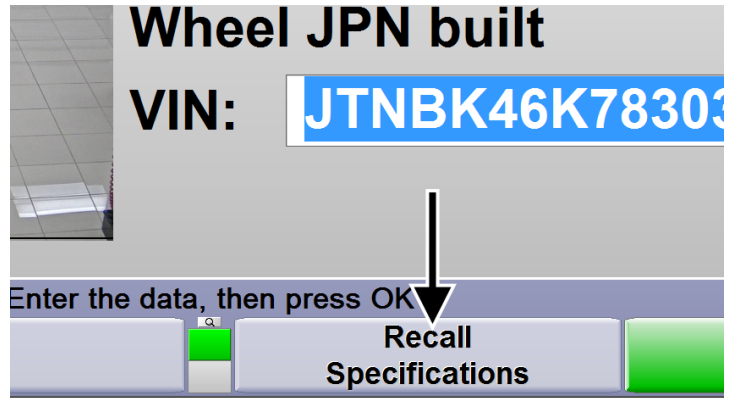 Wheel JPN built
VIN: JTNBK46K78303
Enter the data, then press OK
Recall
Specifications